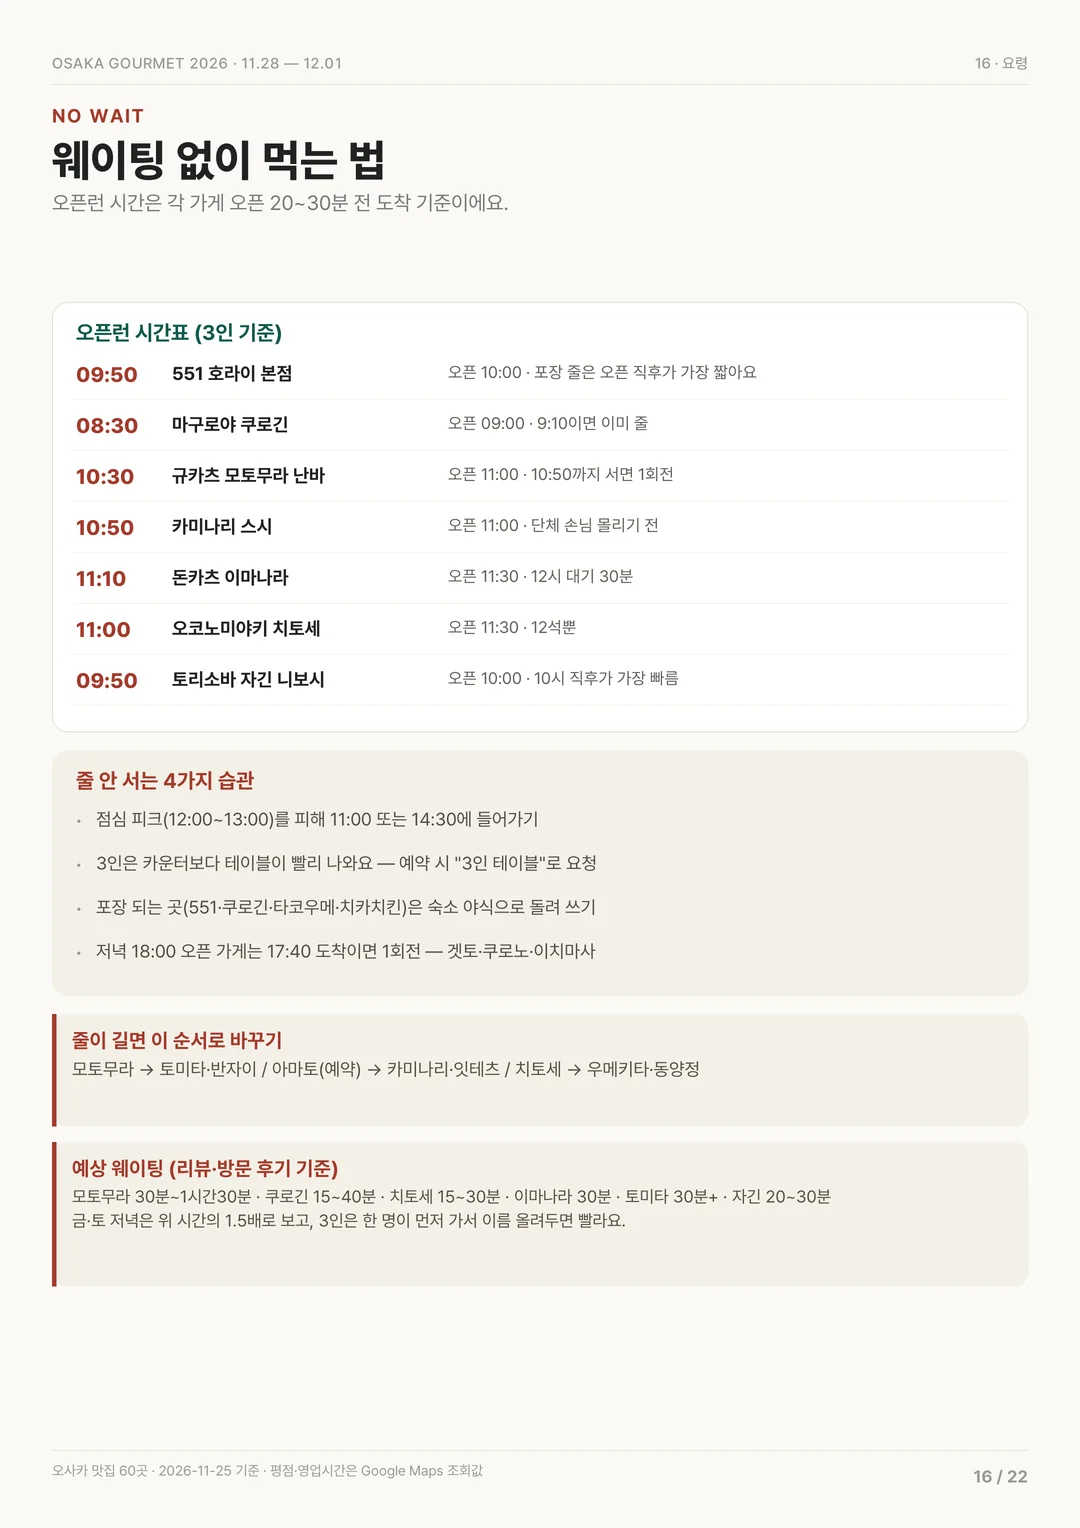 OSAKA GOURMET 2026 · 11.28 — 12.01
16 · 요령
NO WAIT
웨이팅 없이 먹는 법
오픈런 시간은 각 가게 오픈 20~30분 전 도착 기준이에요.
오픈런 시간표 (3인 기준)
09:50 551 호라이 본점 오픈 10:00 · 포장 줄은 오픈 직후가 가장 짧아요
08:30 마구로야 쿠로긴 오픈 09:00 · 9:10이면 이미 줄
10:30 규카츠 모토무라 난바 오픈 11:00 · 10:50까지 서면 1회전
10:50 카미나리 스시 오픈 11:00 · 단체 손님 몰리기 전
11:10 돈카츠 이마나라 오픈 11:30 · 12시 대기 30분
11:00 오코노미야키 치토세 오픈 11:30 · 12석뿐
09:50 토리소바 자긴 니보시 오픈 10:00 · 10시 직후가 가장 빠름
줄 안 서는 4가지 습관
· 점심 피크(12:00~13:00)를 피해 11:00 또는 14:30에 들어가기
· 3인은 카운터보다 테이블이 빨리 나와요 — 예약 시 "3인 테이블"로 요청
· 포장 되는 곳(551·쿠로긴·타코우메·치카치킨)은 숙소 야식으로 돌려 쓰기
· 저녁 18:00 오픈 가게는 17:40 도착이면 1회전 — 겟토·쿠로노·이치마사
줄이 길면 이 순서로 바꾸기
모토무라 → 토미타·반자이 / 아마토(예약) → 카미나리·잇테츠 / 치토세 → 우메키타·동양정
예상 웨이팅 (리뷰·방문 후기 기준)
모토무라 30분~1시간30분 · 쿠로긴 15~40분 · 치토세 15~30분 · 이마나라 30분 · 토미타 30분+ · 자긴 20~30분
금·토 저녁은 위 시간의 1.5배로 보고, 3인은 한 명이 먼저 가서 이름 올려두면 빨라요.
오사카 맛집 60곳 · 2026-11-25 기준 · 평점·영업시간은 Google Maps 조회값
16 / 22